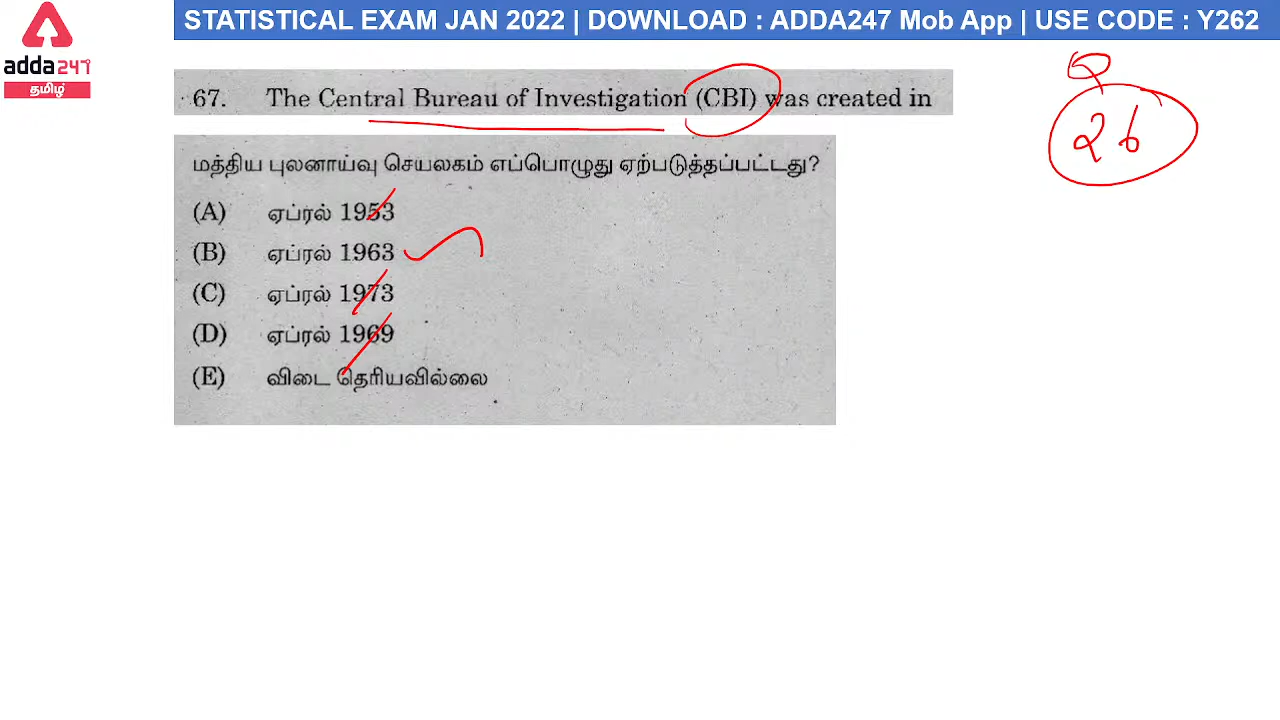 STATISTICAL EXAM JAN 2022 | DOWNLOAD : ADDA247 Mob App | USE CODE : Y262
adda247
தமிழ்
67. The Central Bureau of Investigation (CBI) was created in
மத்திய புலனாய்வு செயலகம் எப்பொழுது ஏற்படுத்தப்பட்டது?
(A) ஏப்ரல் 1953
(B) ஏப்ரல் 1963
(C) ஏப்ரல் 1973
(D) ஏப்ரல் 1969
(E) விடை தெரியவில்லை
26